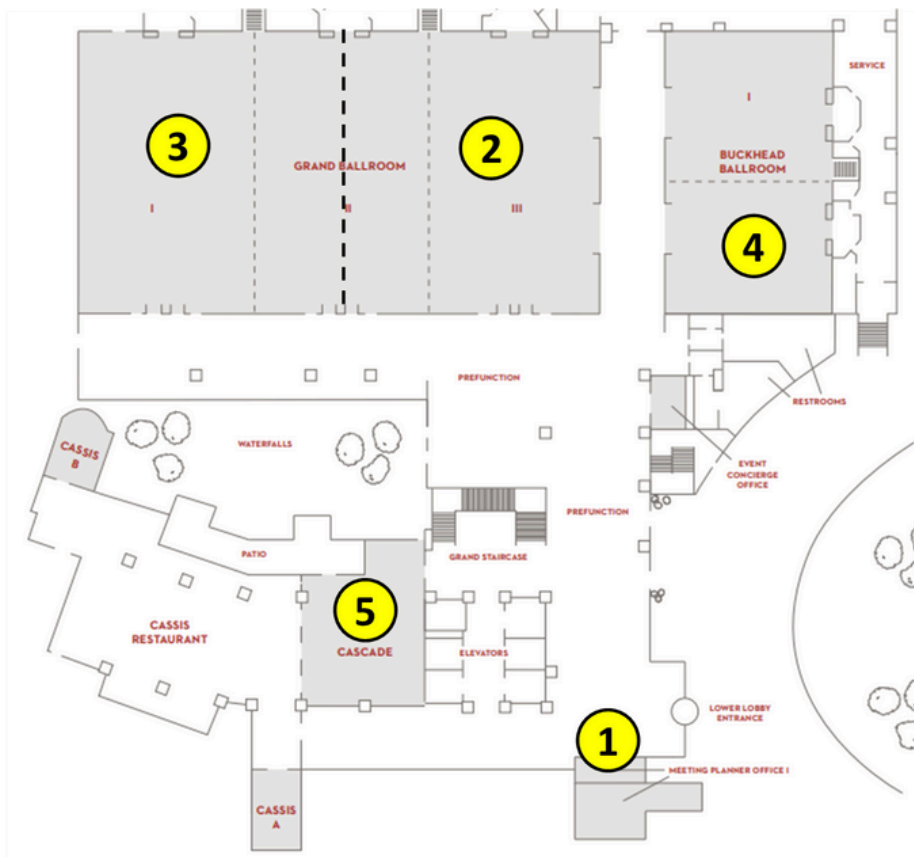 SERVICE
I
3
2
GRAND BALLROOM
BUCKHEAD
BALLROOM
I
II
III
4
PREFUNCTION
RESTROOMS
CASSIS
B
WATERFALLS
EVENT
CONCIERGE
OFFICE
PREFUNCTION
PATIO
GRAND STAIRCASE
5
CASSIS
RESTAURANT
CASCADE
ELEVATORS
LOWER LOBBY
ENTRANCE
1
MEETING PLANNER OFFICE I
CASSIS
A